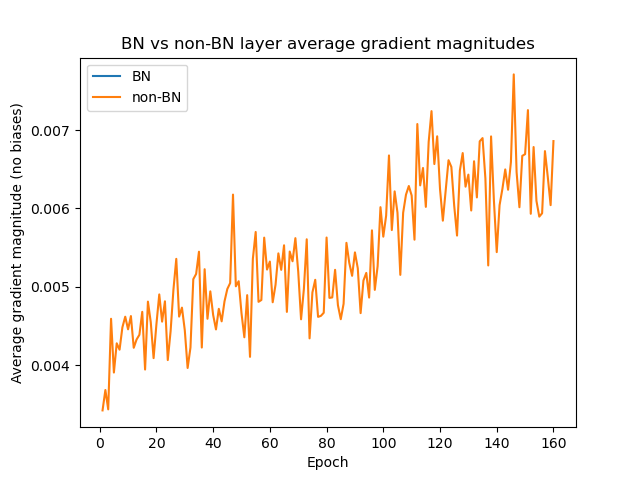 BN vs non-BN layer average gradient magnitudes
BN
non-BN
Average gradient magnitude (no biases)
0.007
0.006
0.005
0.004
0 20 40 60 80 100 120 140 160
Epoch